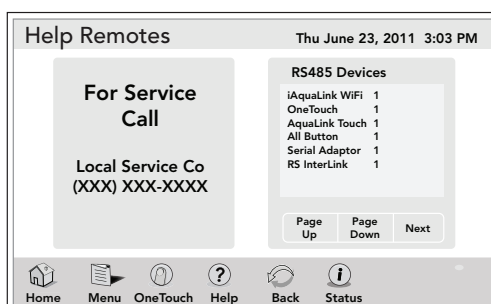 Help Remotes
Thu June 23, 2011 3:03 PM
For Service
Call
Local Service Co
(XXX) XXX-XXXX
RS485 Devices
iAquaLink WiFi 1
OneTouch 1
AquaLink Touch 1
All Button 1
Serial Adaptor 1
RS InterLink 1
Page Up
Page Down
Next
Home
Menu
OneTouch
Help
Back
Status